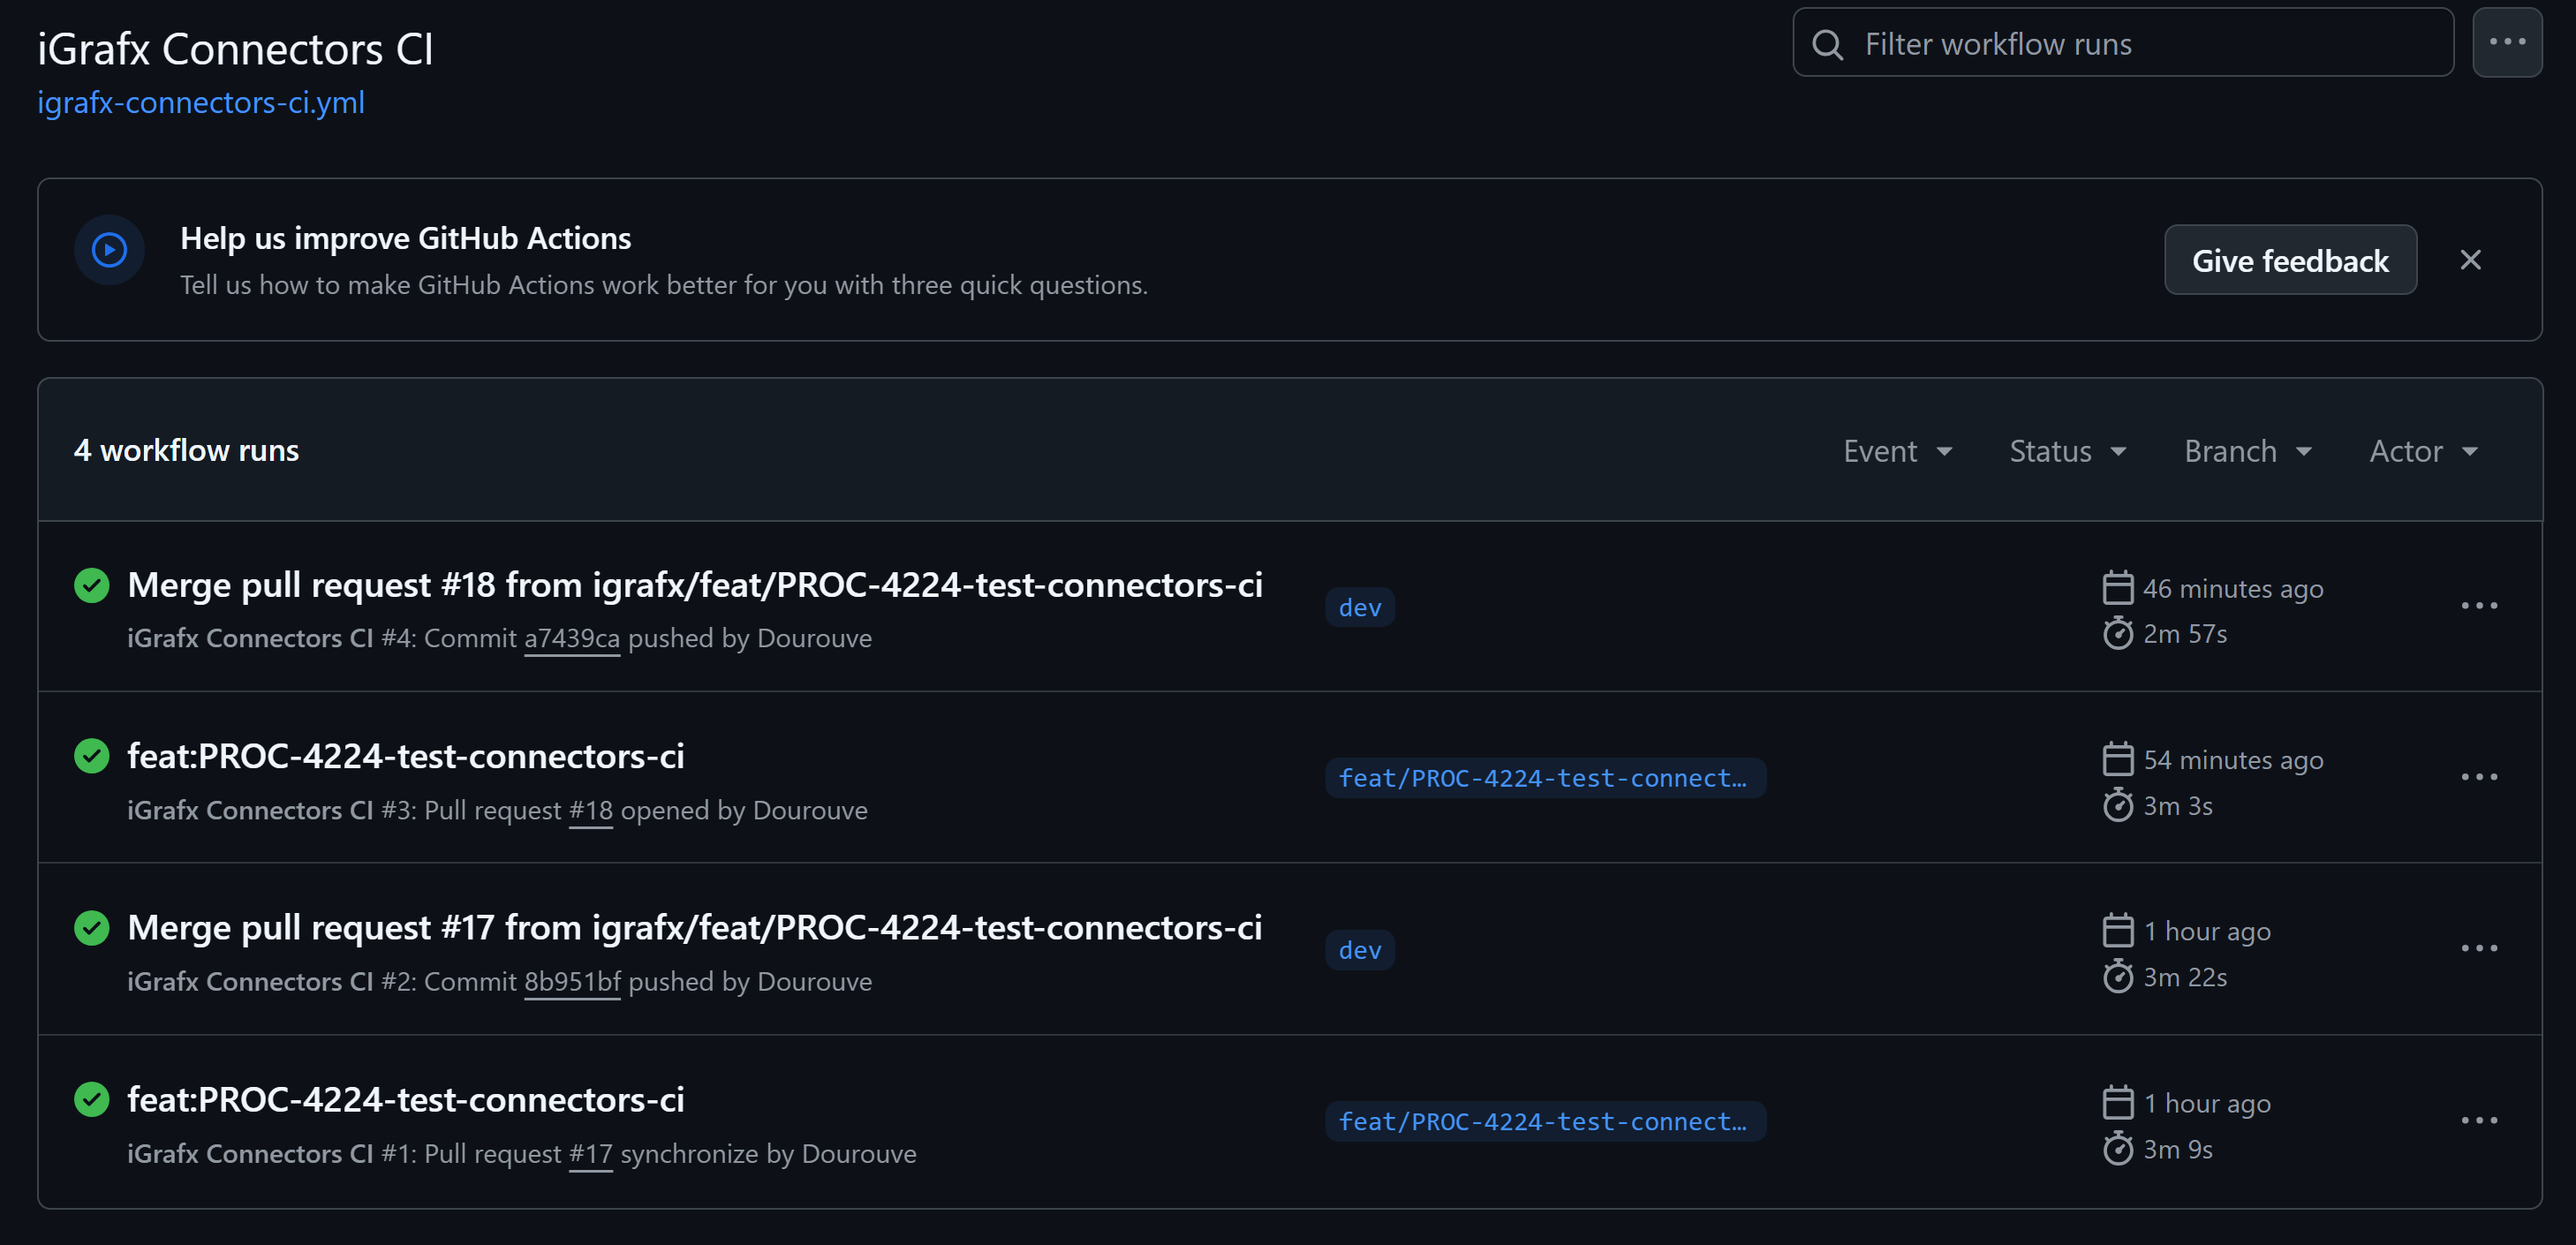 iGrafx Connectors CI
igrafx-connectors-ci.yml
Filter workflow runs
Help us improve GitHub Actions
Tell us how to make GitHub Actions work better for you with three quick questions.
Give feedback
4 workflow runs
Event
Status
Branch
Actor
Merge pull request #18 from igrafx/feat/PROC-4224-test-connectors-ci
iGrafx Connectors CI #4: Commit a7439ca pushed by Dourouve
dev
46 minutes ago
2m 57s
feat:PROC-4224-test-connectors-ci
iGrafx Connectors CI #3: Pull request #18 opened by Dourouve
feat/PROC-4224-test-connect…
54 minutes ago
3m 3s
Merge pull request #17 from igrafx/feat/PROC-4224-test-connectors-ci
iGrafx Connectors CI #2: Commit 8b951bf pushed by Dourouve
dev
1 hour ago
3m 22s
feat:PROC-4224-test-connectors-ci
iGrafx Connectors CI #1: Pull request #17 synchronize by Dourouve
feat/PROC-4224-test-connect…
1 hour ago
3m 9s